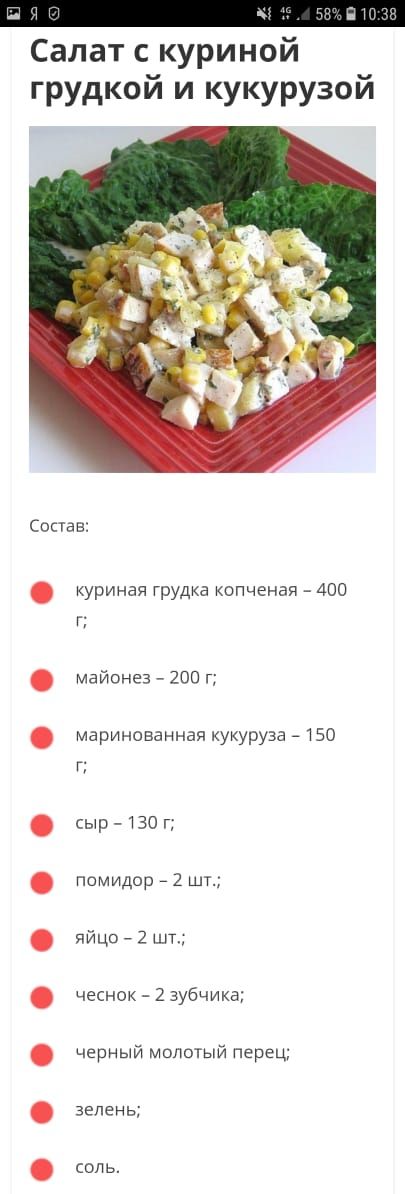 Я 4G 58% 10:38
Салат с куриной
грудкой и кукурузой
Состав:
куриная грудка копченая – 400
г;
майонез – 200 г;
маринованная кукуруза – 150
г;
сыр – 130 г;
помидор – 2 шт.;
яйцо – 2 шт.;
чеснок – 2 зубчика;
черный молотый перец;
зелень;
соль.